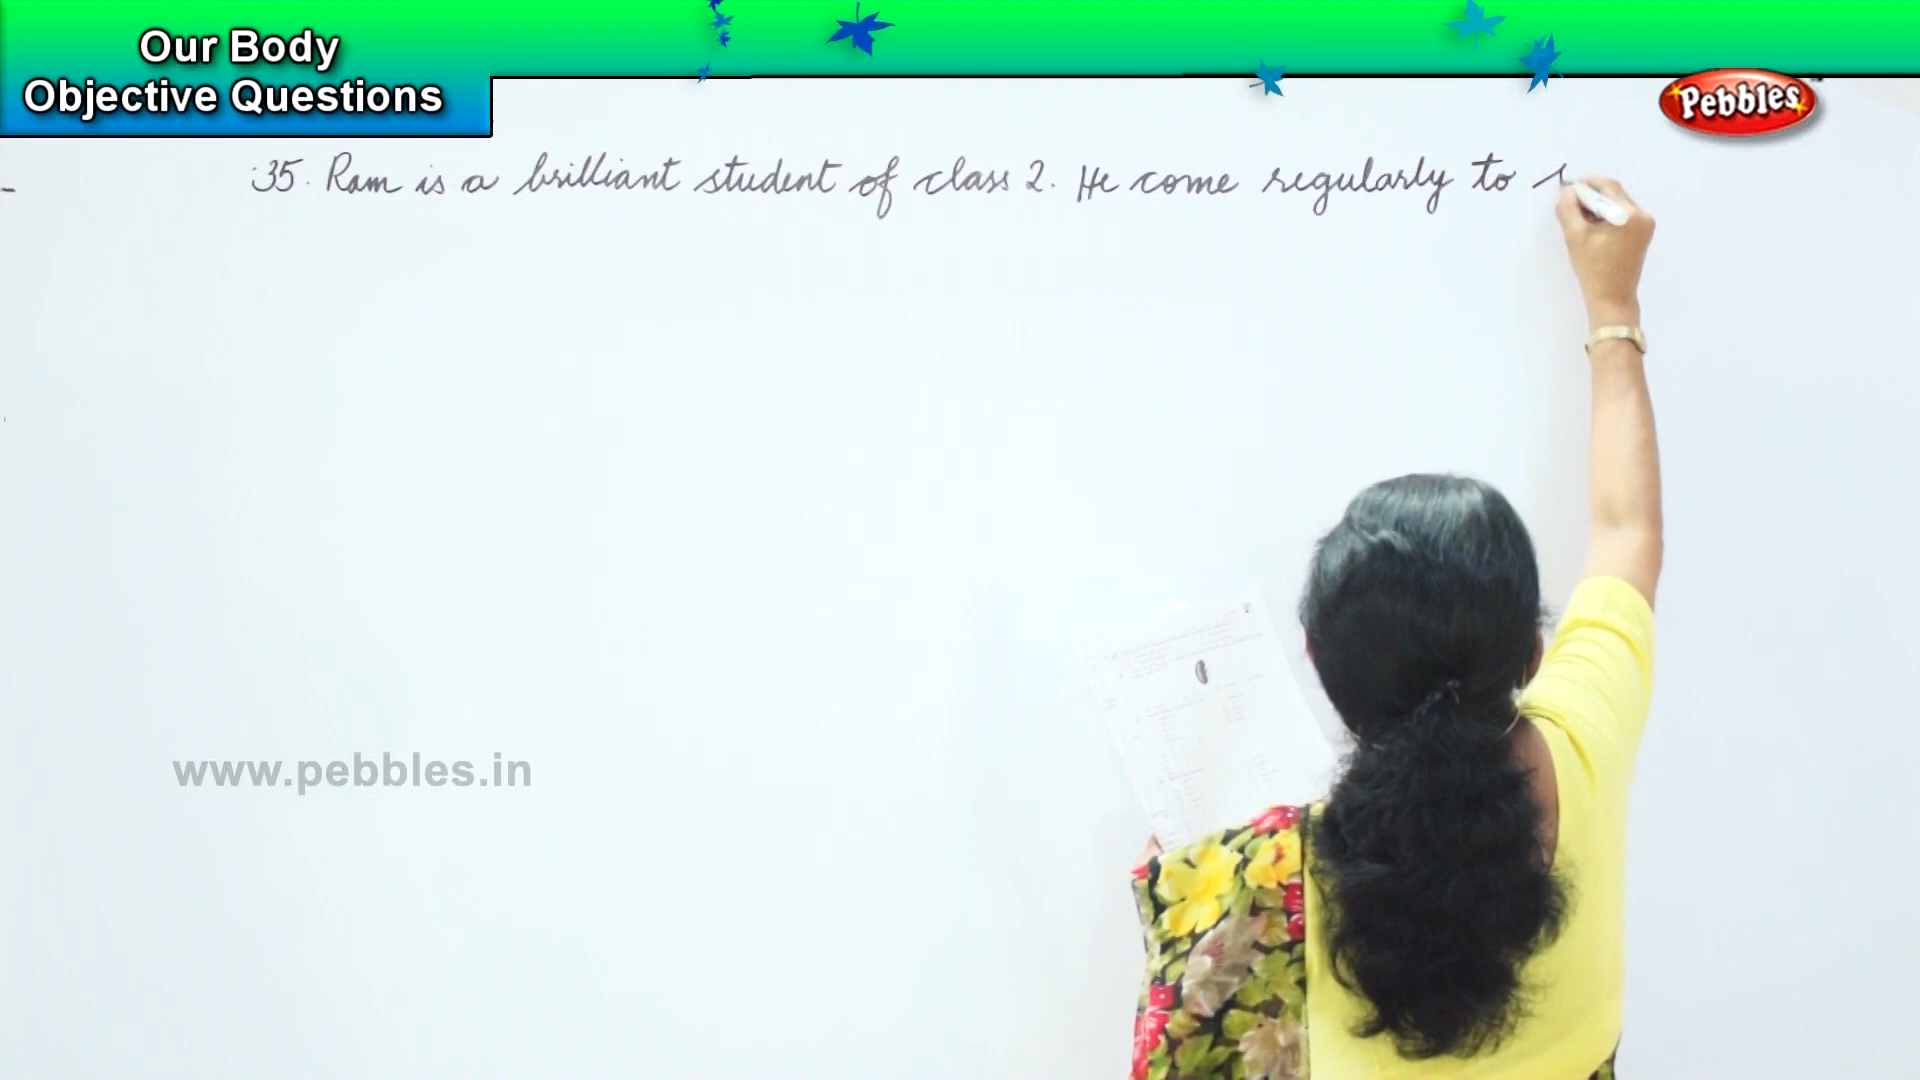 Our Body
Objective Questions
Pebbles
35. Ram is a brilliant student of class 2. He come regularly to s
www.pebbles.in